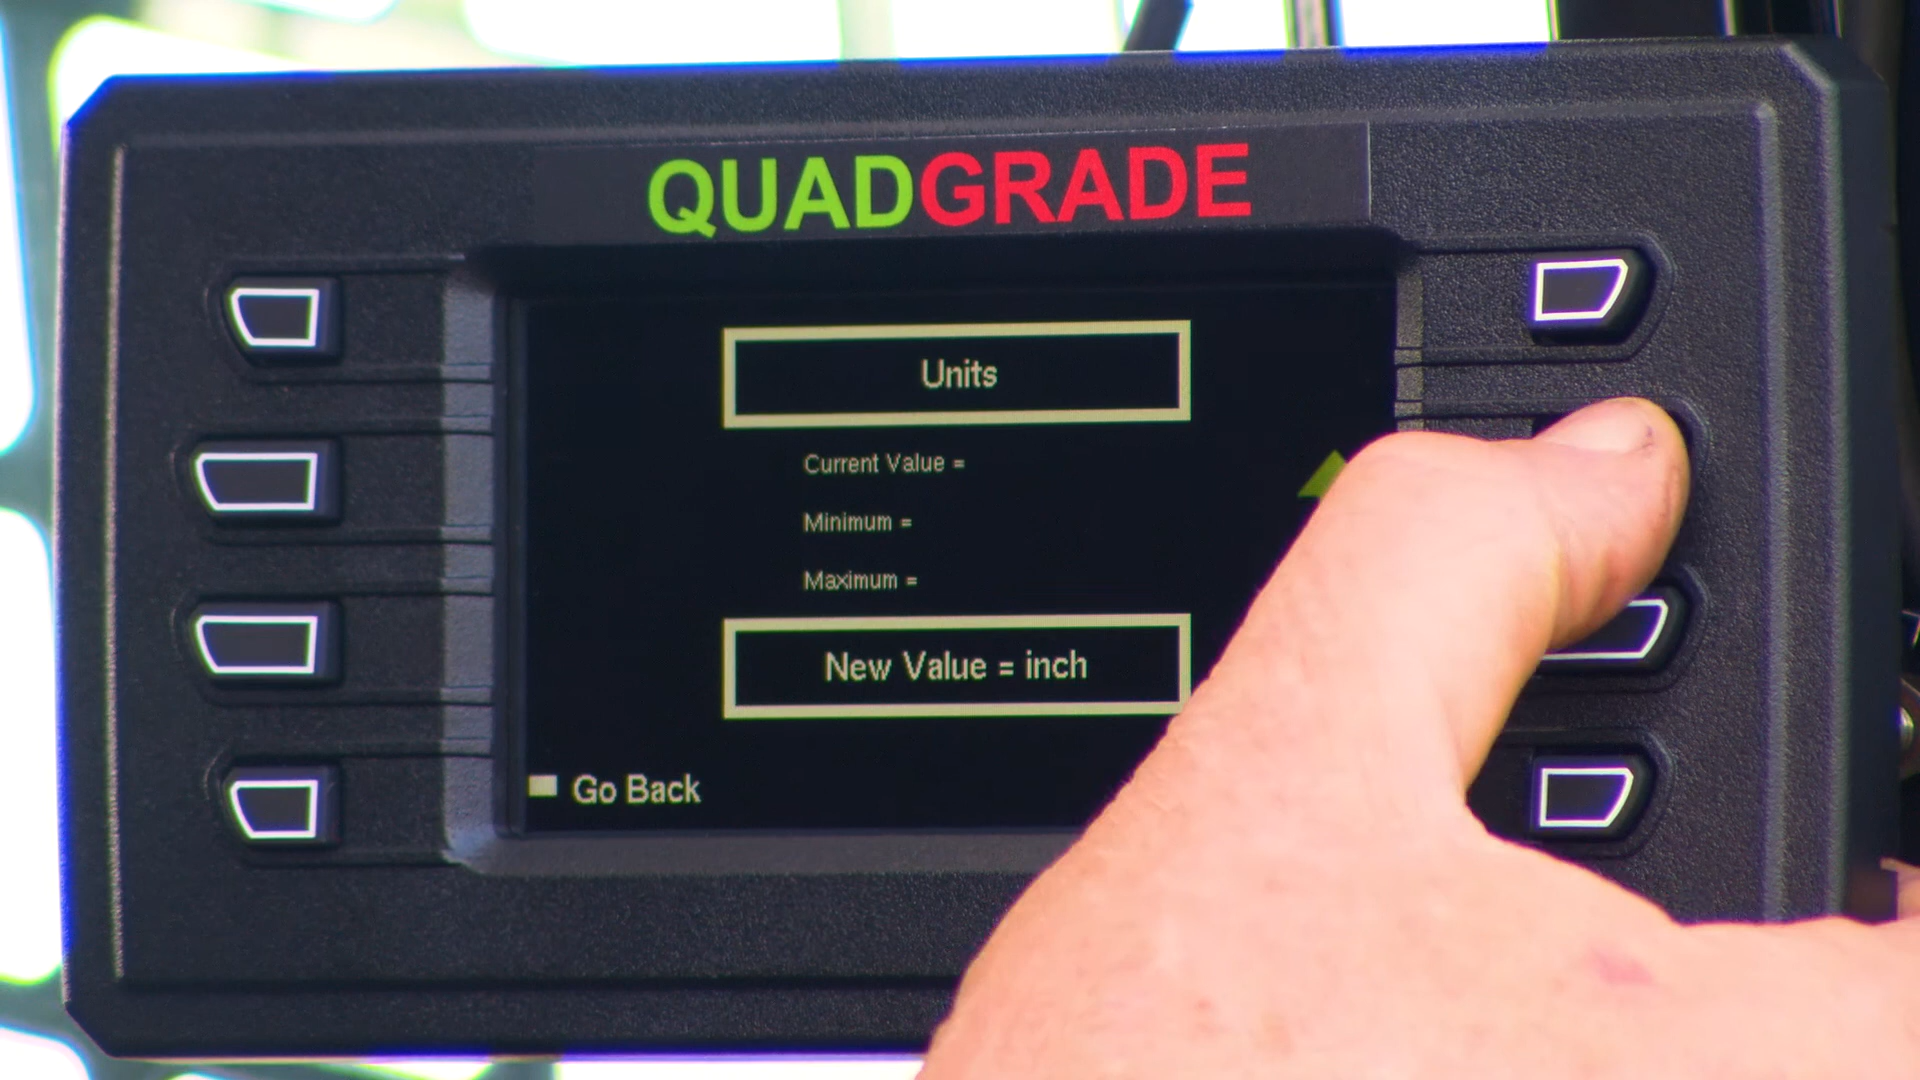 QUADGRADE
Units
Current Value =
Minimum =
Maximum =
New Value = inch
Go Back